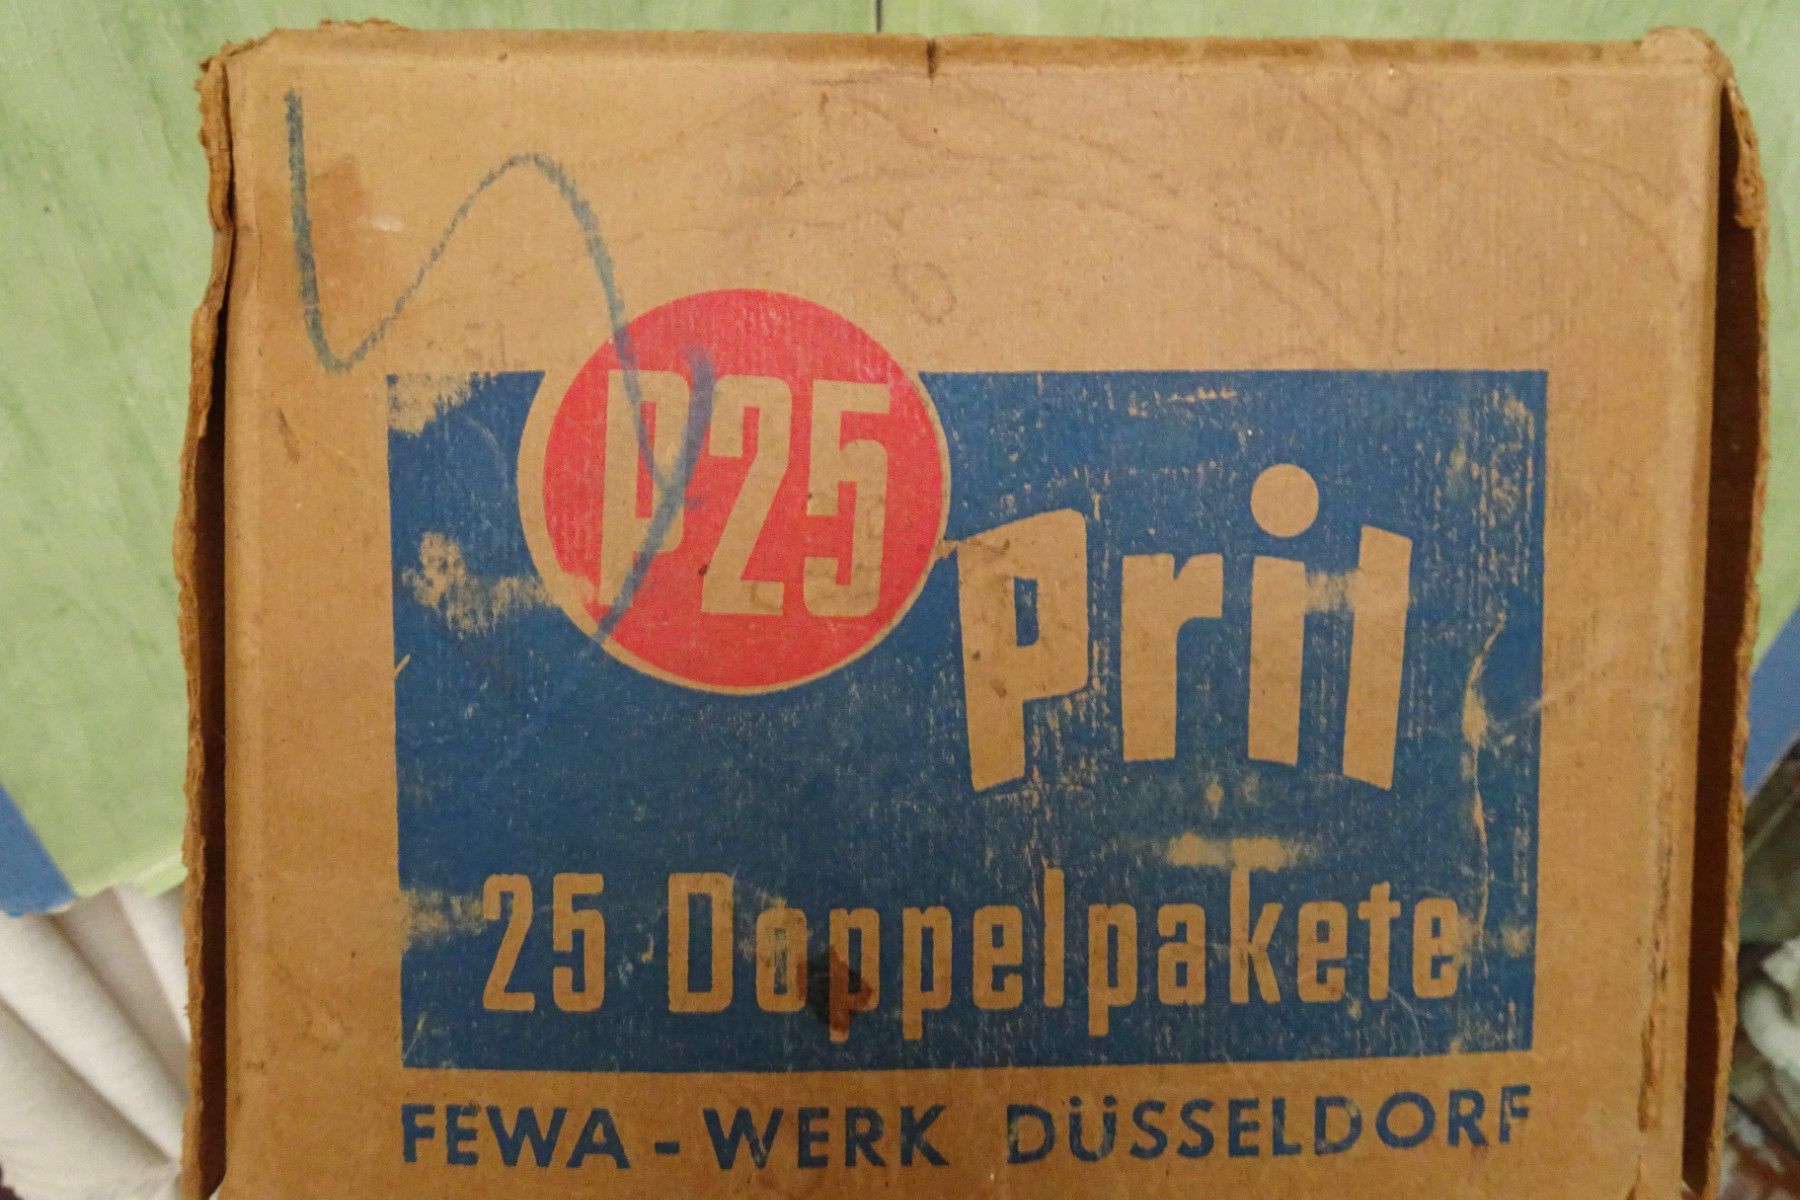 P25
Pril
25 Doppelpakete
FEWA-WERK DÜSSELDORF